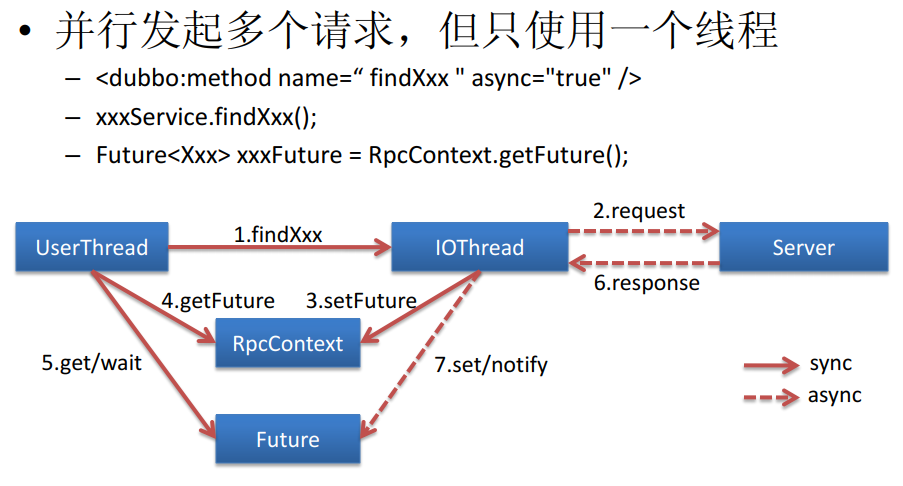 • 并行发起多个请求，但只使用一个线程
– <dubbo:method name=“ findXxx " async="true" />
– xxxService.findXxx();
– Future<Xxx> xxxFuture = RpcContext.getFuture();
UserThread
1.findXxx
IOThread
2.request
Server
6.response
4.getFuture
3.setFuture
RpcContext
5.get/wait
7.set/notify
Future
sync
async